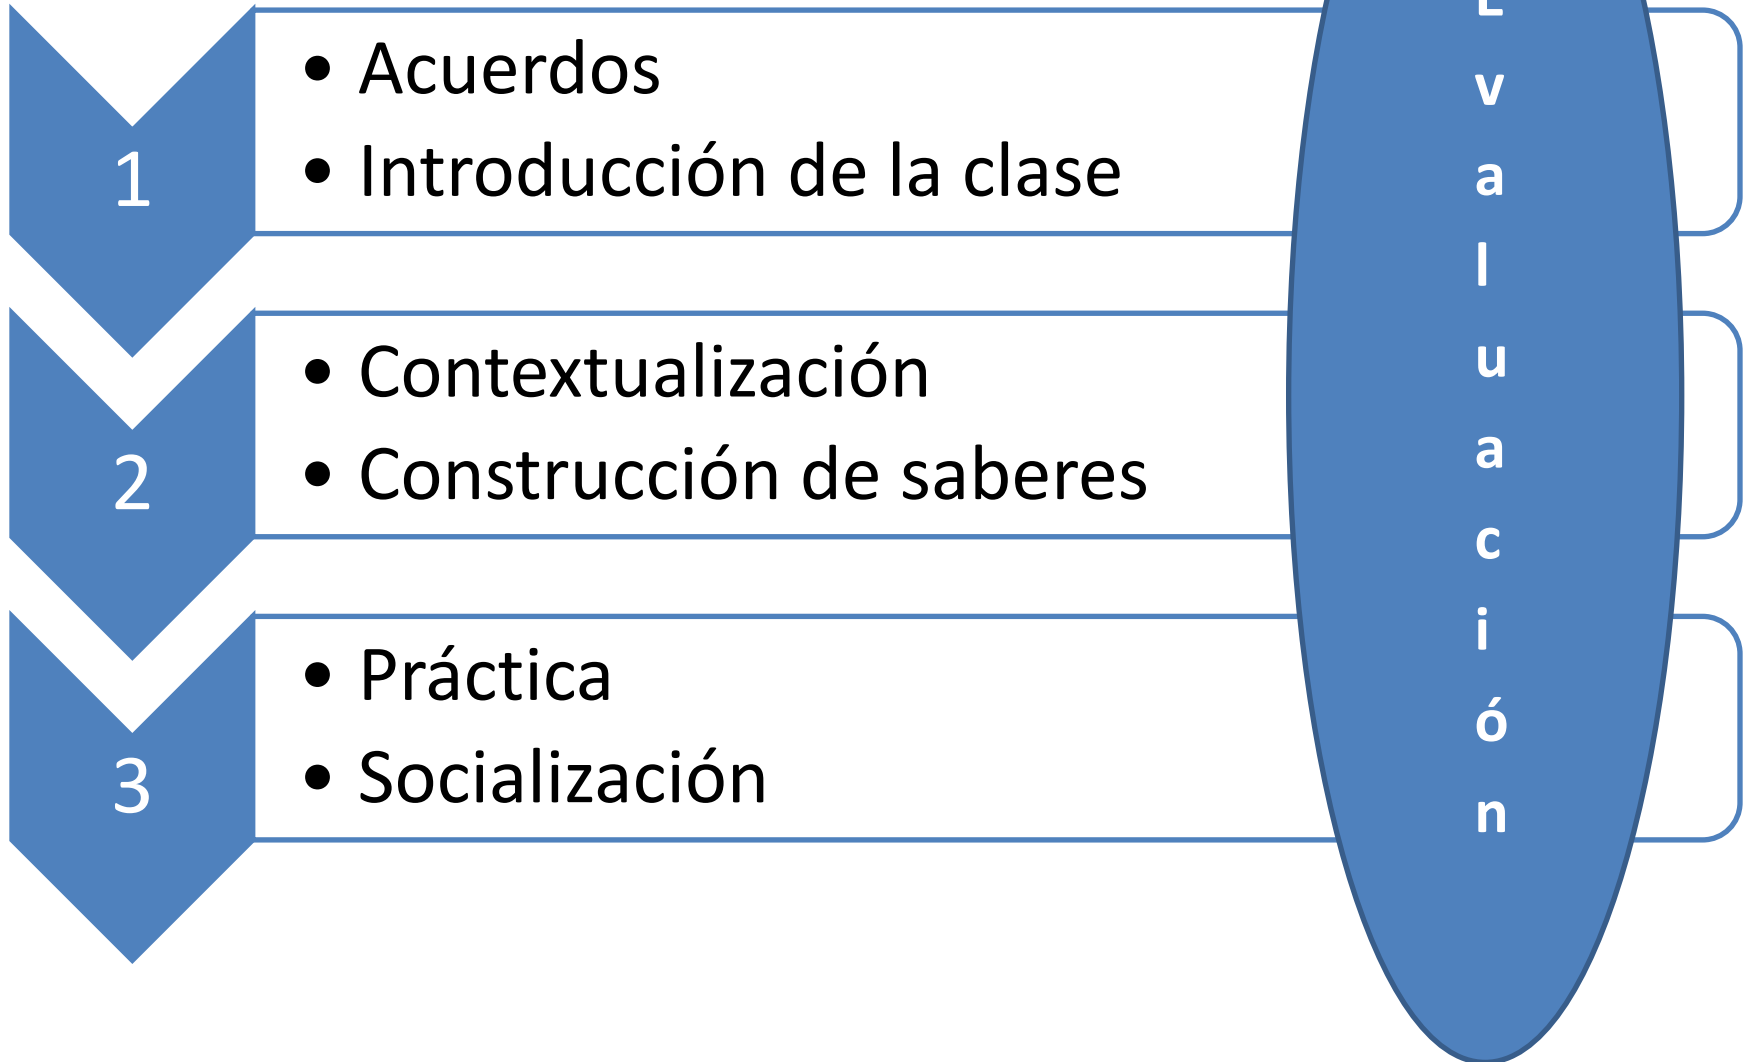 1
• Acuerdos
• Introducción de la clase
2
• Contextualización
• Construcción de saberes
3
• Práctica
• Socialización
E
v
a
l
u
a
c
i
ó
n